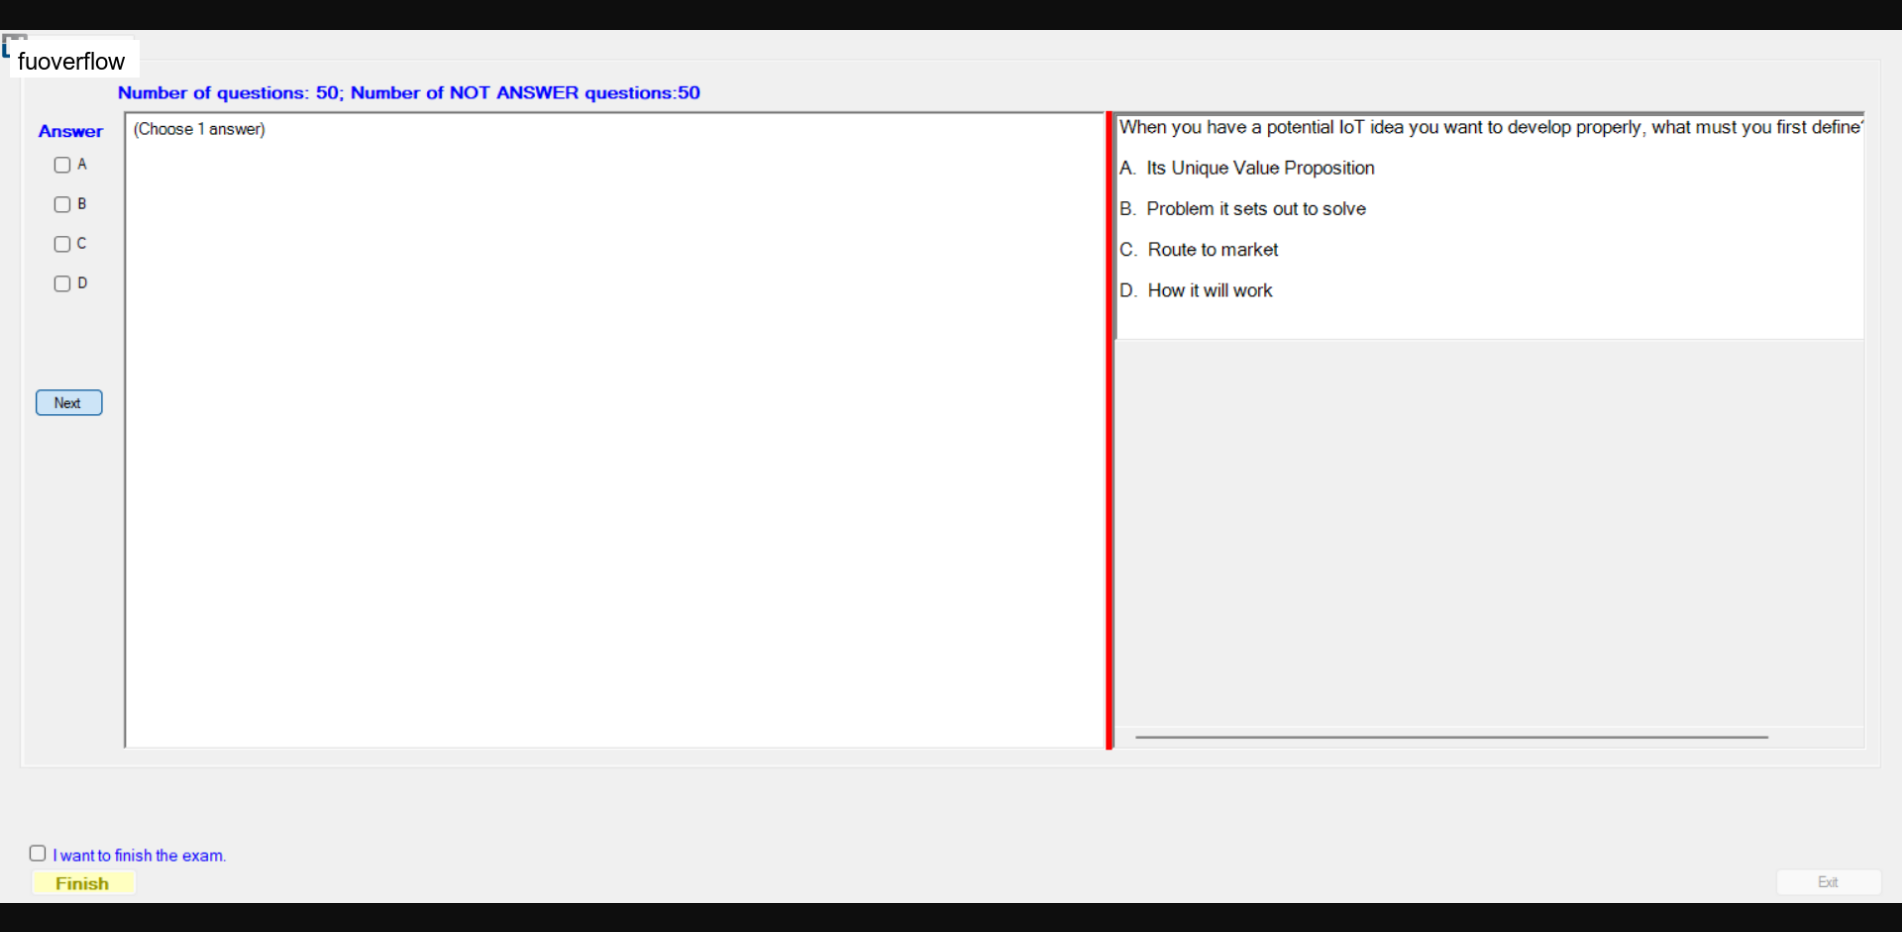 fuoverflow
Number of questions: 50; Number of NOT ANSWER questions:50
Answer
A
B
C
D
Next
(Choose 1 answer)
When you have a potential IoT idea you want to develop properly, what must you first define?
A. Its Unique Value Proposition
B. Problem it sets out to solve
C. Route to market
D. How it will work
I want to finish the exam.
Finish
Exit